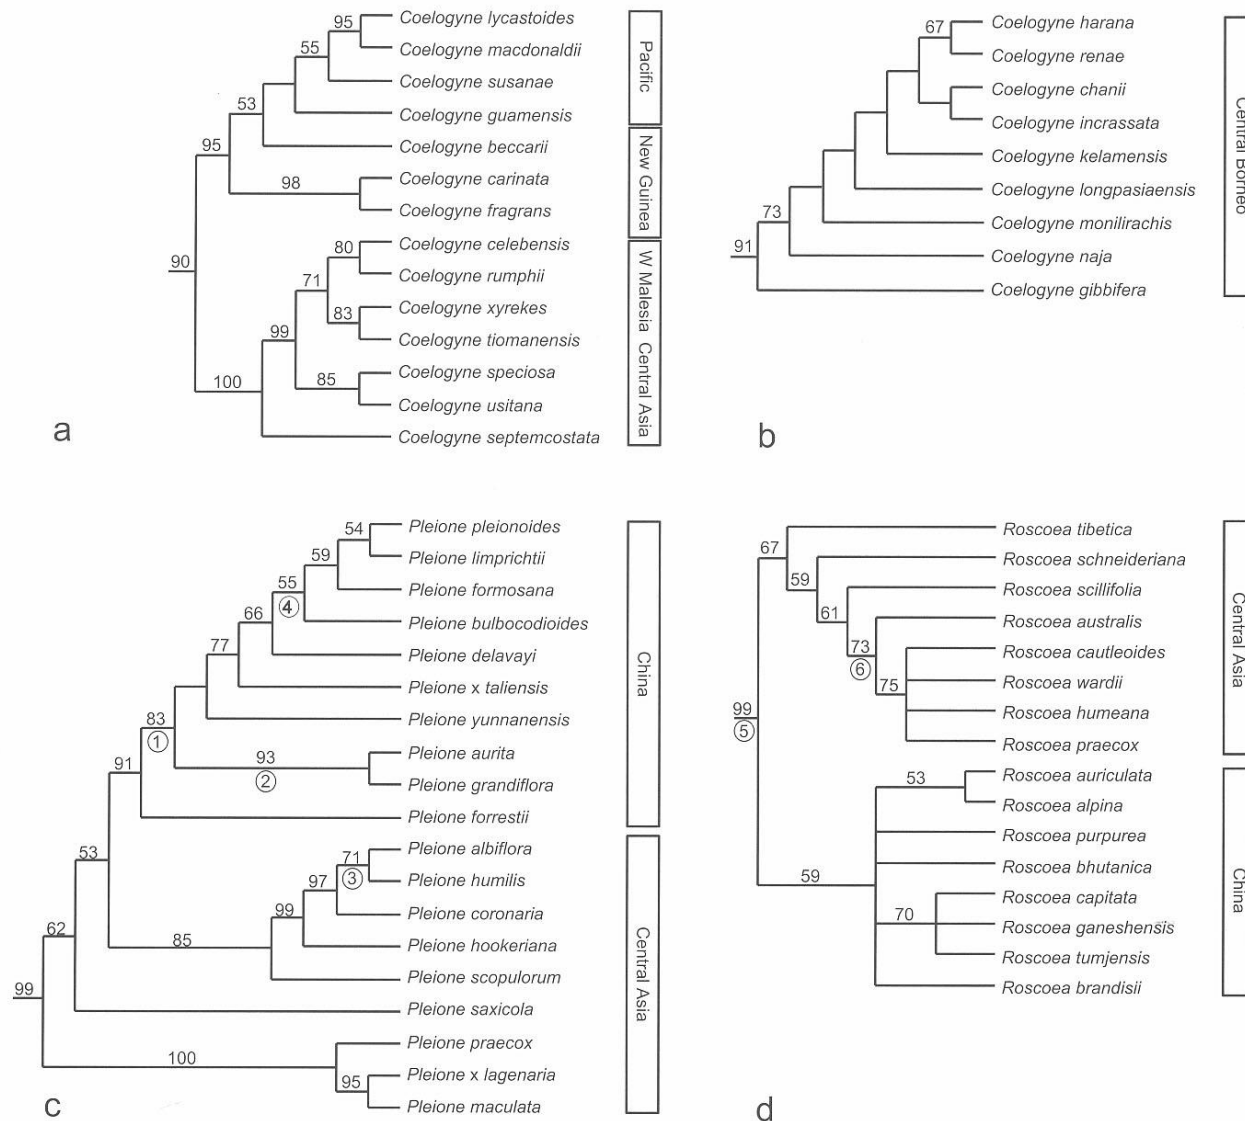 95
Coelogyne lycastoides
55
Coelogyne macdonaldii
Coelogyne susanae
53
Coelogyne guamensis
Pacific
95
Coelogyne beccarii
98
Coelogyne carinata
Coelogyne fragrans
New Guinea
90
80
Coelogyne celebensis
71
Coelogyne rumphii
83
Coelogyne xyrekes
99
Coelogyne tiomanensis
85
Coelogyne speciosa
100
Coelogyne usitana
Coelogyne septemcostata
W Malesia Central Asia
a
67
Coelogyne harana
Coelogyne renae
Coelogyne chanii
Coelogyne incrassata
Coelogyne kelamensis
Coelogyne longpasiaensis
73
Coelogyne monilirachis
91
Coelogyne naja
Coelogyne gibbifera
Central Borneo
b
54
Pleione pleionoides
59
Pleione limprichtii
55
4
Pleione formosana
66
Pleione bulbocodioides
77
Pleione delavayi
Pleione x taliensis
83
1
Pleione yunnanensis
91
93
2
Pleione aurita
Pleione grandiflora
Pleione forrestii
China
53
71
3
Pleione albiflora
97
Pleione humilis
99
Pleione coronaria
62
85
Pleione hookeriana
Pleione scopulorum
99
Pleione saxicola
100
Pleione praecox
95
Pleione x lagenaria
Pleione maculata
Central Asia
c
67
Roscoea tibetica
59
Roscoea schneideriana
61
Roscoea scillifolia
73
6
Roscoea australis
75
Roscoea cautleoides
Roscoea wardii
99
5
Roscoea humeana
Roscoea praecox
Central Asia
53
Roscoea auriculata
Roscoea alpina
Roscoea purpurea
59
Roscoea bhutanica
70
Roscoea capitata
Roscoea ganeshensis
Roscoea tumjensis
Roscoea brandisii
China
d